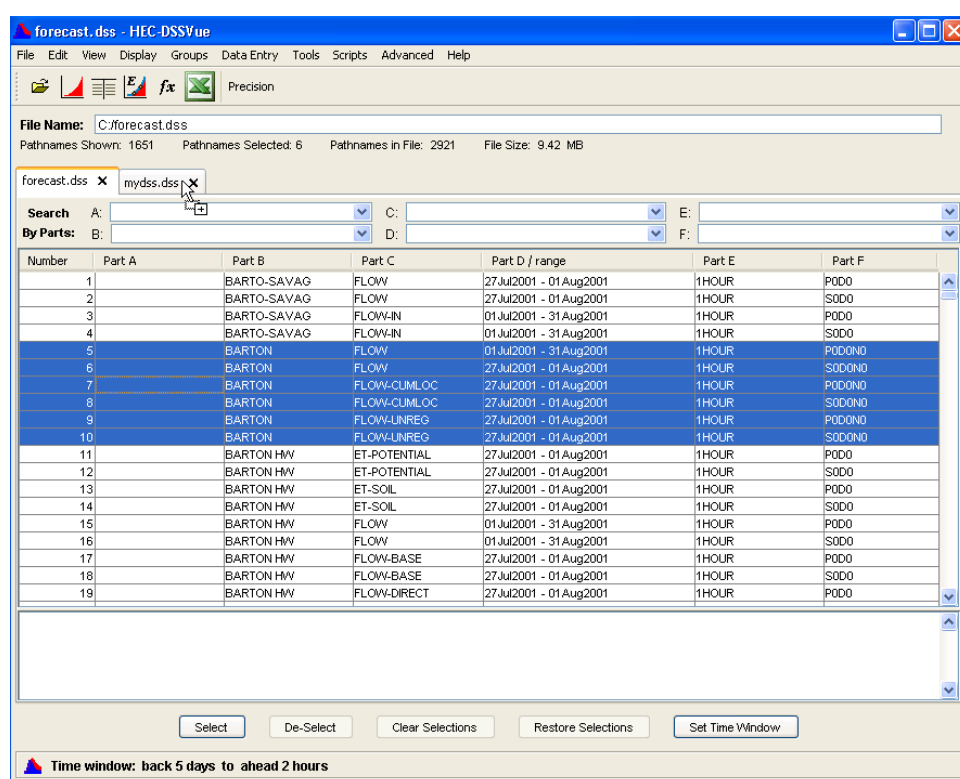 forecast.dss - HEC-DSSVue
File Edit View Display Groups Data Entry Tools Scripts Advanced Help
E fx Precision
File Name: C:/forecast.dss
Pathnames Shown: 1651 Pathnames Selected: 6 Pathnames in File: 2921 File Size: 9.42 MB
forecast.dss mydss.dss
Search A: C: E:
By Parts: B: D: F:
Number Part A Part B Part C Part D / range Part E Part F
1 BARTO-SAVAG FLOW 27Jul2001 - 01Aug2001 1HOUR P0D0
2 BARTO-SAVAG FLOW 27Jul2001 - 01Aug2001 1HOUR S0D0
3 BARTO-SAVAG FLOW-IN 01Jul2001 - 31Aug2001 1HOUR P0D0
4 BARTO-SAVAG FLOW-IN 01Jul2001 - 31Aug2001 1HOUR S0D0
5 BARTON FLOW 01Jul2001 - 31Aug2001 1HOUR P0D0N0
6 BARTON FLOW 27Jul2001 - 01Aug2001 1HOUR S0D0N0
7 BARTON FLOW-CUMLOC 27Jul2001 - 01Aug2001 1HOUR P0D0N0
8 BARTON FLOW-CUMLOC 27Jul2001 - 01Aug2001 1HOUR S0D0N0
9 BARTON FLOW-UNREG 27Jul2001 - 01Aug2001 1HOUR P0D0N0
10 BARTON FLOW-UNREG 27Jul2001 - 01Aug2001 1HOUR S0D0N0
11 BARTON HW ET-POTENTIAL 27Jul2001 - 01Aug2001 1HOUR P0D0
12 BARTON HW ET-POTENTIAL 27Jul2001 - 01Aug2001 1HOUR S0D0
13 BARTON HW ET-SOIL 27Jul2001 - 01Aug2001 1HOUR P0D0
14 BARTON HW ET-SOIL 27Jul2001 - 01Aug2001 1HOUR S0D0
15 BARTON HW FLOW 01Jul2001 - 31Aug2001 1HOUR P0D0
16 BARTON HW FLOW 01Jul2001 - 31Aug2001 1HOUR S0D0
17 BARTON HW FLOW-BASE 27Jul2001 - 01Aug2001 1HOUR P0D0
18 BARTON HW FLOW-BASE 27Jul2001 - 01Aug2001 1HOUR S0D0
19 BARTON HW FLOW-DIRECT 27Jul2001 - 01Aug2001 1HOUR P0D0
Select De-Select Clear Selections Restore Selections Set Time Window
Time window: back 5 days to ahead 2 hours